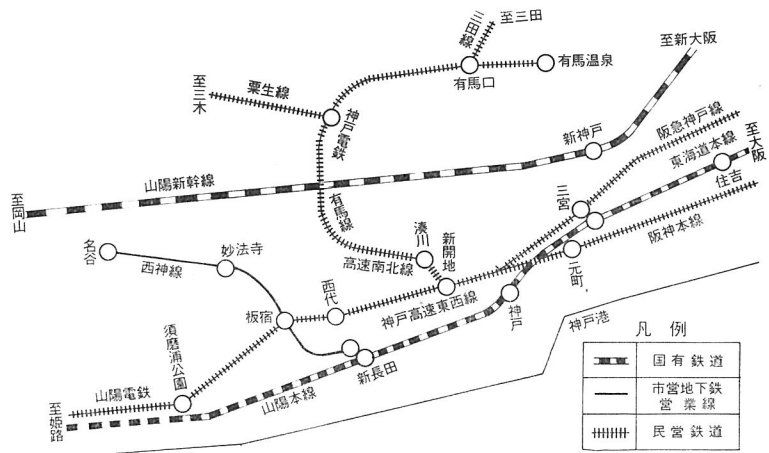 至三田
三田線
有馬口
有馬温泉
至新大阪
至三木
粟生線
神戸電鉄
新神戸
阪急神戸線
東海道本線
至大阪
住吉
山陽新幹線
至岡山
有馬線
三宮
阪神本線
湊川
新開地
高速南北線
元町
名谷
西神線
妙法寺
西代
神戸高速東西線
神戸
神戸港
板宿
須磨浦公園
新長田
山陽電鉄
山陽本線
至姫路
凡例
国有鉄道
市営地下鉄
営業線
民営鉄道